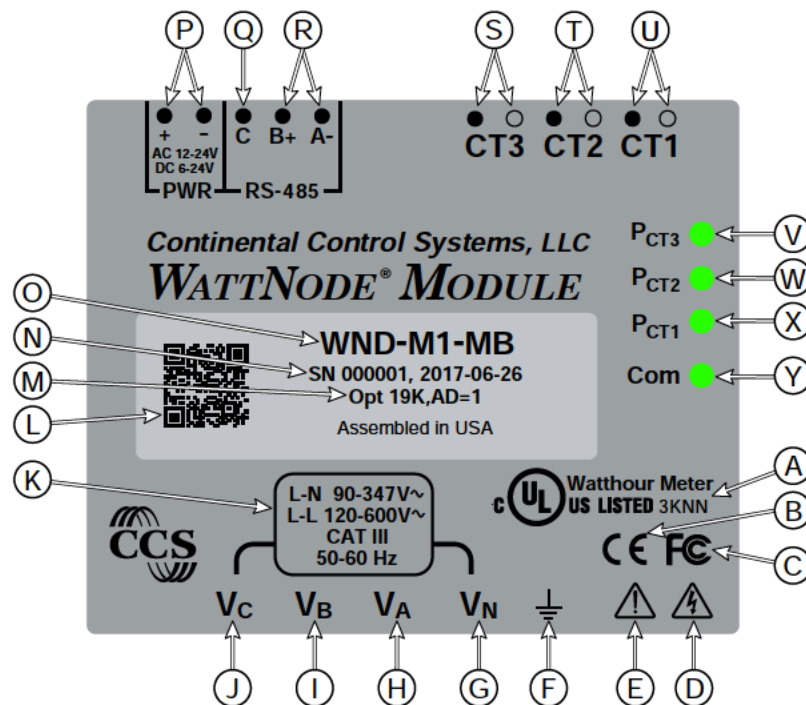 P Q R S T U
+ - C B+ A- CT3 CT2 CT1
AC 12-24V
DC 6-24V
PWR RS-485
Continental Control Systems, LLC
WATTNODE® MODULE
PCT3 V
PCT2 W
PCT1 X
Com Y
O WND-M1-MB
N SN 000001, 2017-06-26
M Opt 19K,AD=1
L Assembled in USA
K L-N 90-347V~
L-L 120-600V~
CAT III
50-60 Hz
C UL US LISTED 3KNN
Watthour Meter A
B
CE FC C
CCS
VC VB VA VN
J I H G F E D